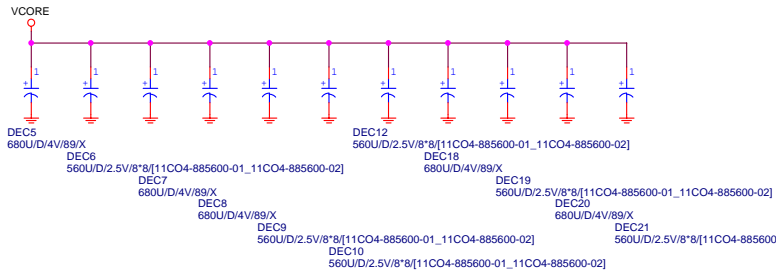 VCORE
1 1 1 1 1 1 1 1 1 1 1
+ + + + + + + + + + +
DEC5
680U/D/4V/89/X
DEC6
560U/D/2.5V/8*8/[11CO4-885600-01_11CO4-885600-02]
DEC7
680U/D/4V/89/X
DEC8
680U/D/4V/89/X
DEC9
560U/D/2.5V/8*8/[11CO4-885600-01_11CO4-885600-02]
DEC10
560U/D/2.5V/8*8/[11CO4-885600-01_11CO4-885600-02]
DEC12
560U/D/2.5V/8*8/[11CO4-885600-01_11CO4-885600-02]
DEC18
680U/D/4V/89/X
DEC19
560U/D/2.5V/8*8/[11CO4-885600-01_11CO4-885600-02]
DEC20
680U/D/4V/89/X
DEC21
560U/D/2.5V/8*8/[11CO4-885600